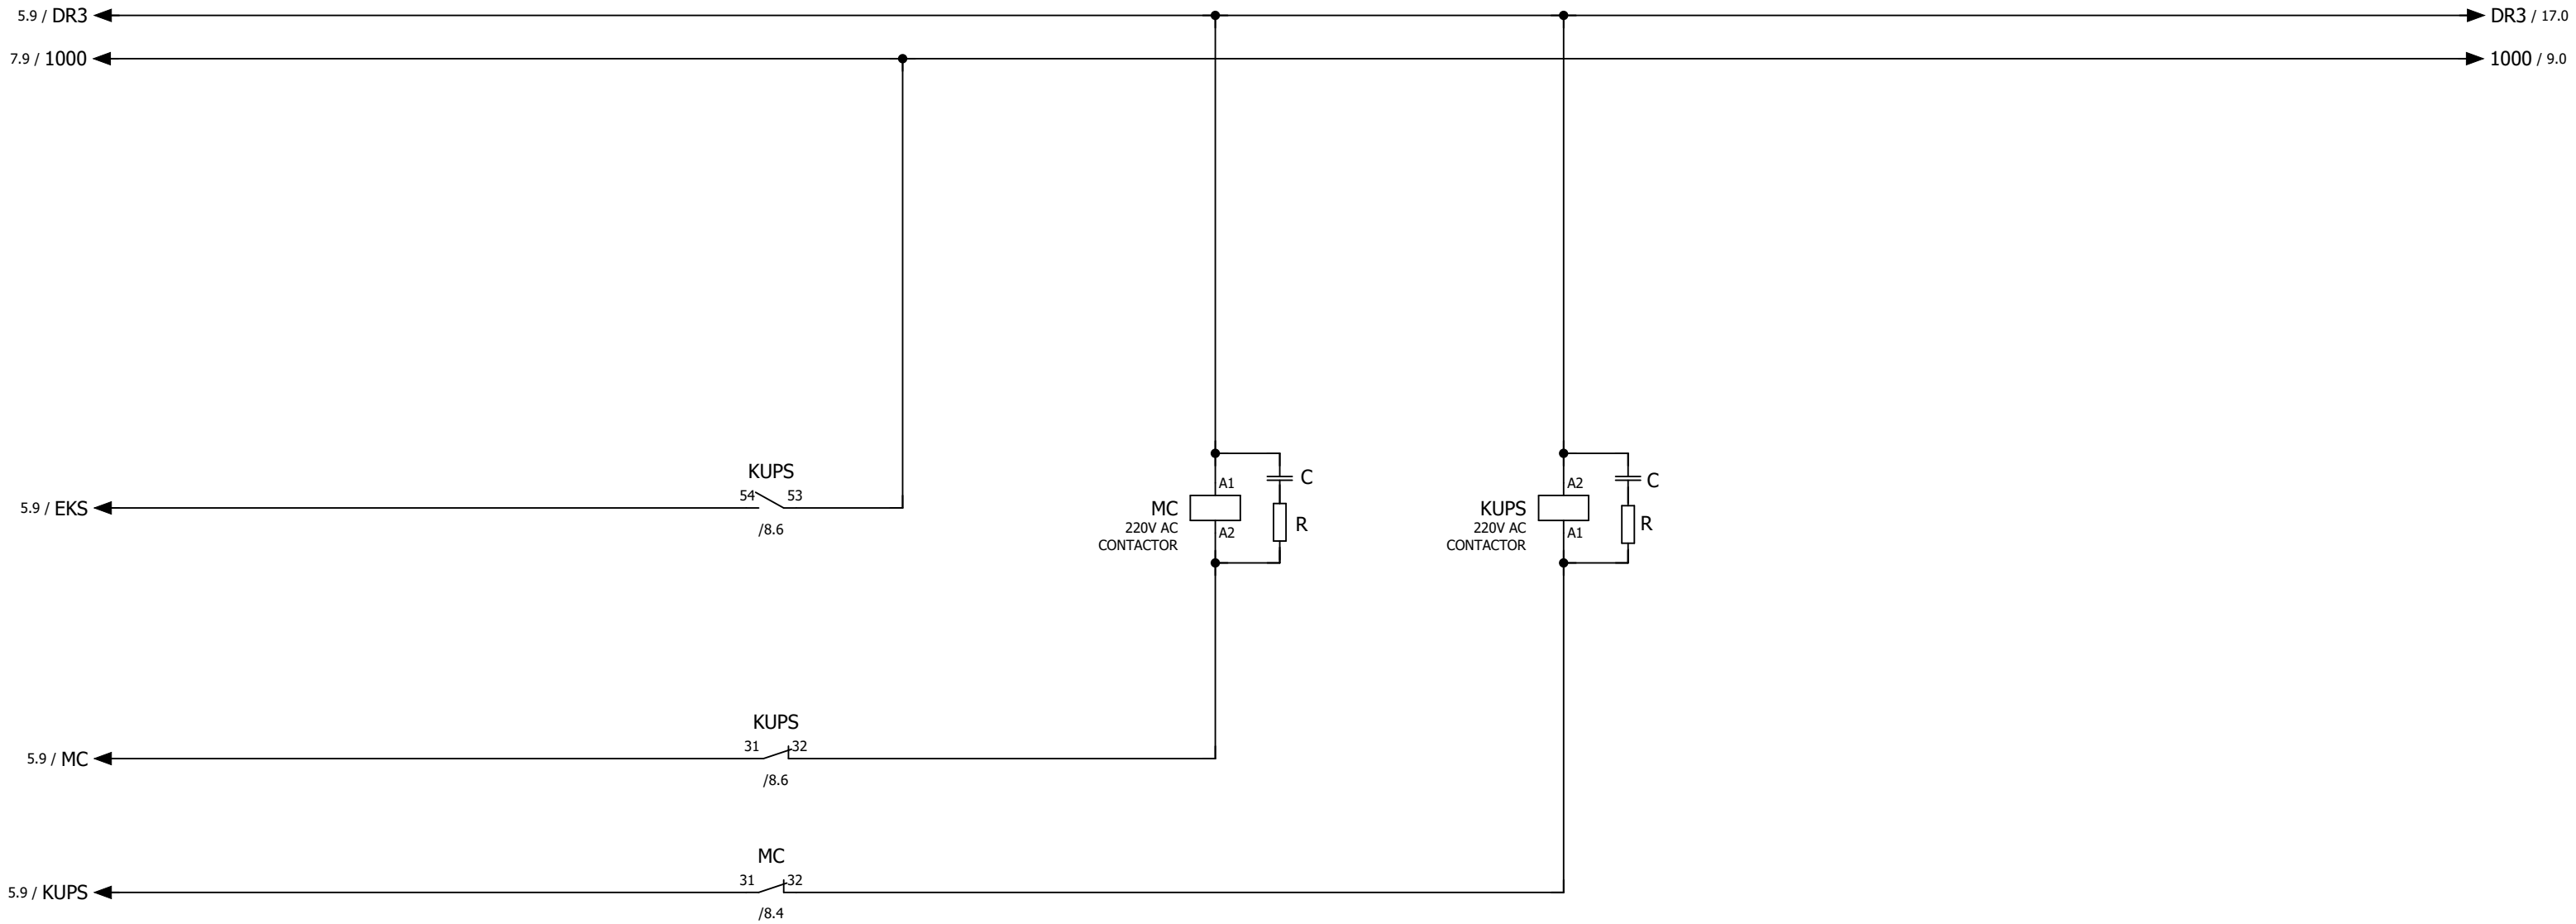 5.9 / DR3
DR3 / 17.0
7.9 / 1000
1000 / 9.0
KUPS
54 53
/8.6
5.9 / EKS
A1
C
MC
220V AC
CONTACTOR
A2
R
A2
C
KUPS
220V AC
CONTACTOR
A1
R
KUPS
31 32
/8.6
5.9 / MC
MC
31 32
/8.4
5.9 / KUPS